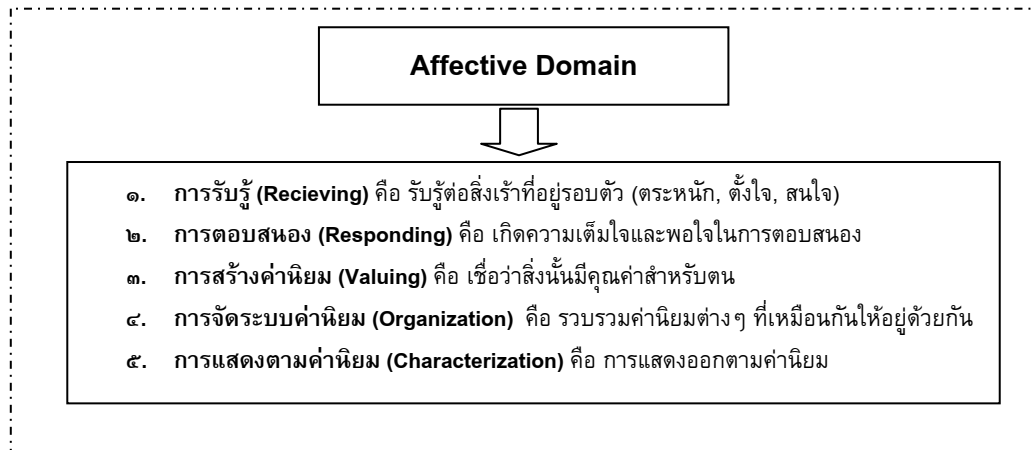 Affective Domain
๑. การรับรู้ (Recieving) คือ รับรู้ต่อสิ่งเร้าที่อยู่รอบตัว (ตระหนัก, ตั้งใจ, สนใจ)
๒. การตอบสนอง (Responding) คือ เกิดความเต็มใจและพอใจในการตอบสนอง
๓. การสร้างค่านิยม (Valuing) คือ เชื่อว่าสิ่งนั้นมีคุณค่าสำหรับตน
๔. การจัดระบบค่านิยม (Organization) คือ รวบรวมค่านิยมต่างๆ ที่เหมือนกันให้อยู่ด้วยกัน
๕. การแสดงตามค่านิยม (Characterization) คือ การแสดงออกตามค่านิยม